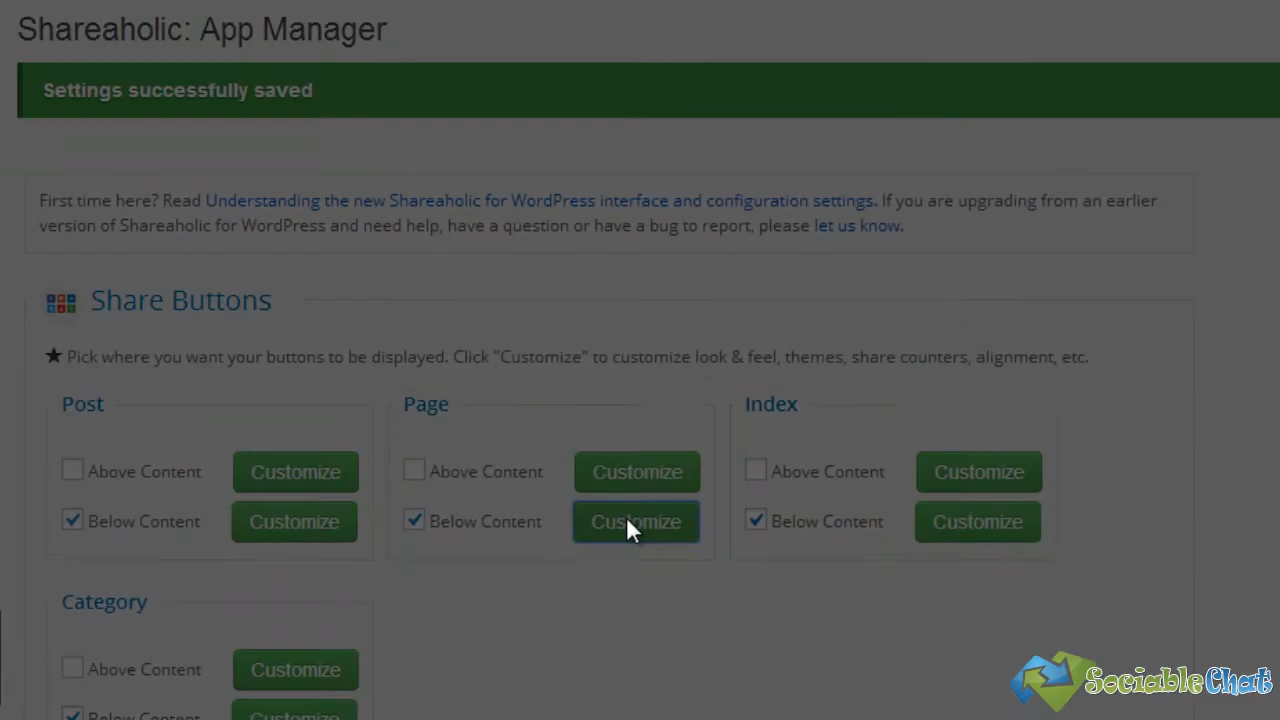 Shareaholic: App Manager
Settings successfully saved
First time here? Read Understanding the new Shareaholic for WordPress interface and configuration settings. If you are upgrading from an earlier
version of Shareaholic for WordPress and need help, have a question or have a bug to report, please let us know.
Share Buttons
★ Pick where you want your buttons to be displayed. Click "Customize" to customize look & feel, themes, share counters, alignment, etc.
Post
Above Content Customize
Below Content Customize
Page
Above Content Customize
Below Content Customize
Index
Above Content Customize
Below Content Customize
Category
Above Content Customize
Below Content Customize
SociableChat